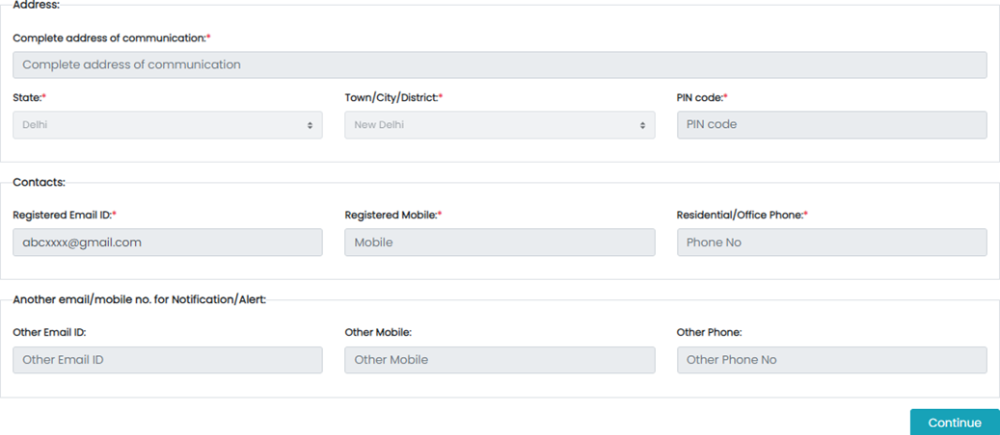 Address:
Complete address of communication:*
Complete address of communication
State:* Town/City/District:* PIN code:*
Delhi New Delhi PIN code
Contacts:
Registered Email ID:* Registered Mobile:* Residential/Office Phone:*
abcxxxx@gmail.com Mobile Phone No
Another email/mobile no. for Notification/Alert:
Other Email ID: Other Mobile: Other Phone:
Other Email ID Other Mobile Other Phone No
Continue